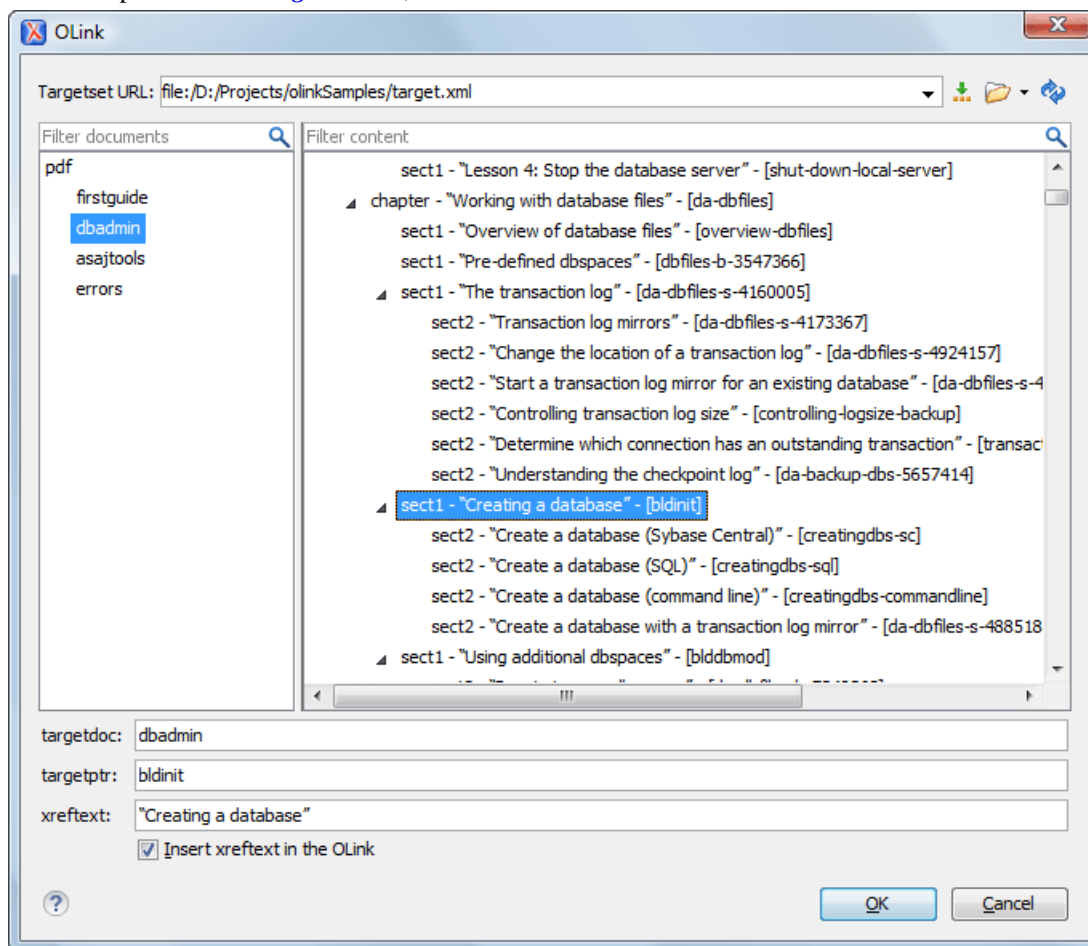 OLink
Targetset URL: file:/D:/Projects/olinkSamples/target.xml
Filter documents
Filter content
pdf
firstguide
dbadmin
asajtools
errors
sect1 - “Lesson 4: Stop the database server” - [shut-down-local-server]
chapter - “Working with database files” - [da-dbfiles]
sect1 - “Overview of database files” - [overview-dbfiles]
sect1 - “Pre-defined dbspaces” - [dbfiles-b-3547366]
sect1 - “The transaction log” - [da-dbfiles-s-4160005]
sect2 - “Transaction log mirrors” - [da-dbfiles-s-4173367]
sect2 - “Change the location of a transaction log” - [da-dbfiles-s-4924157]
sect2 - “Start a transaction log mirror for an existing database” - [da-dbfiles-s-4
sect2 - “Controlling transaction log size” - [controlling-logsize-backup]
sect2 - “Determine which connection has an outstanding transaction” - [transact
sect2 - “Understanding the checkpoint log” - [da-backup-dbs-5657414]
sect1 - “Creating a database” - [bldinit]
sect2 - “Create a database (Sybase Central)” - [creatingdbs-sc]
sect2 - “Create a database (SQL)” - [creatingdbs-sql]
sect2 - “Create a database (command line)” - [creatingdbs-commandline]
sect2 - “Create a database with a transaction log mirror” - [da-dbfiles-s-488518
sect1 - “Using additional dbspaces” - [blddbmod]
targetdoc: dbadmin
targetptr: bldinit
xreftext: “Creating a database”
Insert xreftext in the OLink
OK
Cancel